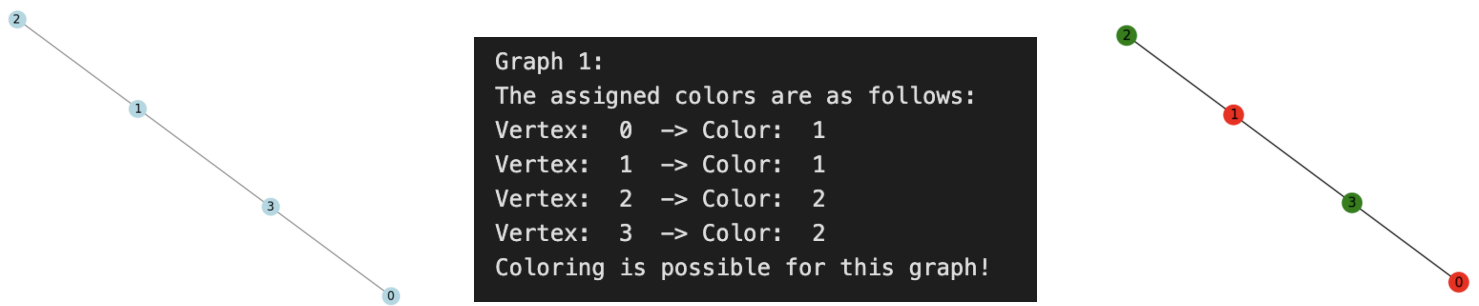 2
1
3
0
Graph 1:
The assigned colors are as follows:
Vertex:  0  -> Color:  1
Vertex:  1  -> Color:  1
Vertex:  2  -> Color:  2
Vertex:  3  -> Color:  2
Coloring is possible for this graph!
2
1
3
0